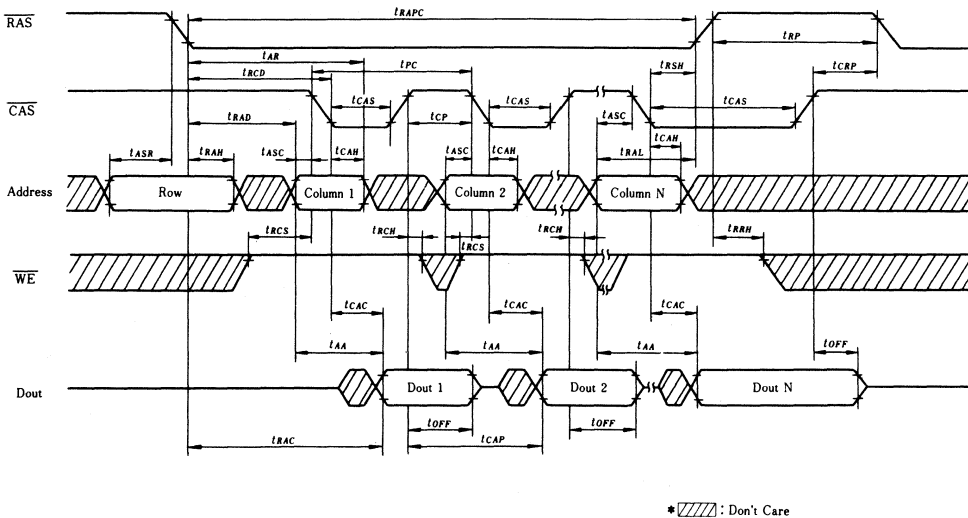 RAS
tRAPC
tRP
tAR
tPC
tRSH
tCRP
tRCD
CAS
tCAS
tCAS
tCAS
tRAD
tCP
tASC
tASR
tRAH
tASC
tCAH
tASC
tCAH
tCAH
tRAL
Address
Row
Column 1
Column 2
Column N
tRCS
tRCH
tRCS
tRCH
tRRH
WE
tCAC
tCAC
tCAC
tAA
tAA
tAA
tOFF
Dout
Dout 1
Dout 2
Dout N
tOFF
tOFF
tRAC
tCAP
* : Don't Care